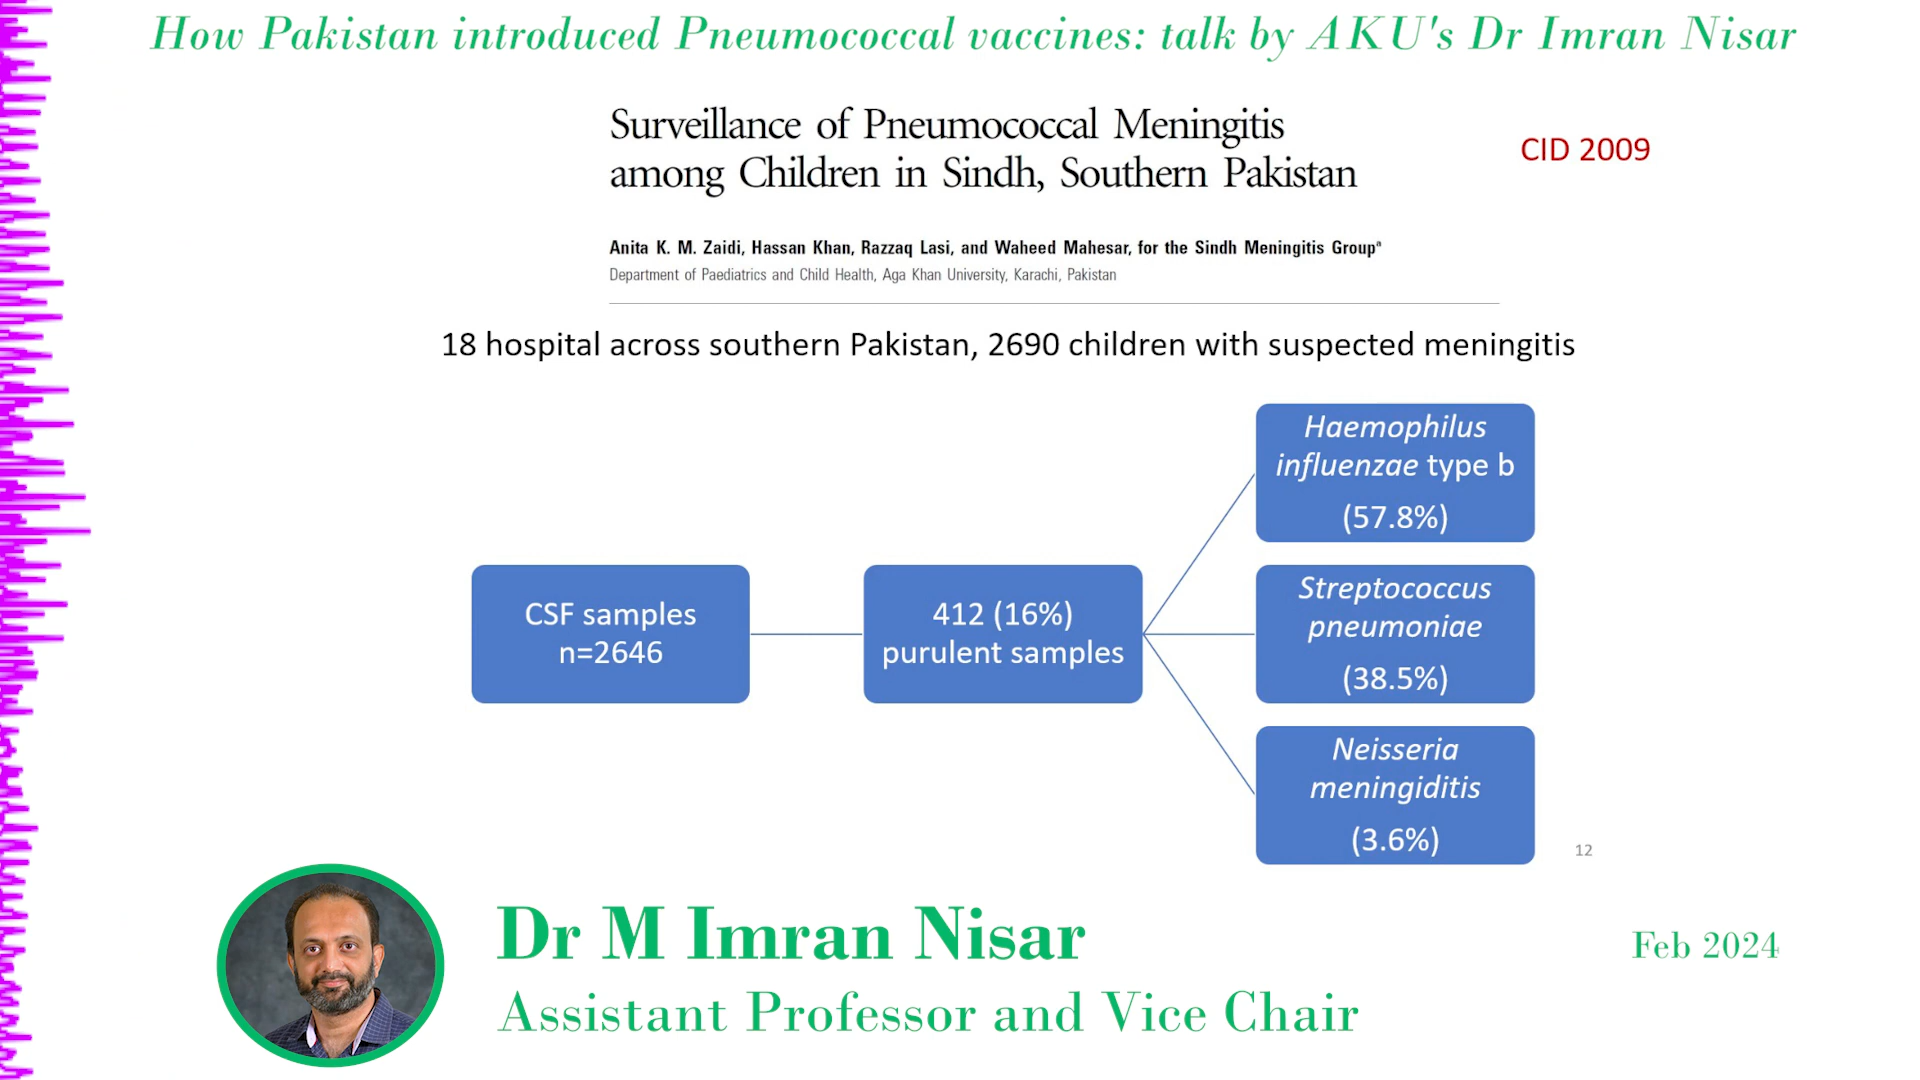 How Pakistan introduced Pneumococcal vaccines: talk by AKU's Dr Imran Nisar
Surveillance of Pneumococcal Meningitis
among Children in Sindh, Southern Pakistan
CID 2009
Anita K. M. Zaidi, Hassan Khan, Razzaq Lasi, and Waheed Mahesar, for the Sindh Meningitis Groupᵃ
Department of Paediatrics and Child Health, Aga Khan University, Karachi, Pakistan
18 hospital across southern Pakistan, 2690 children with suspected meningitis
CSF samples
n=2646
412 (16%)
purulent samples
Haemophilus
influenzae type b
(57.8%)
Streptococcus
pneumoniae
(38.5%)
Neisseria
meningiditis
(3.6%)
12
Dr M Imran Nisar
Assistant Professor and Vice Chair
Feb 2024